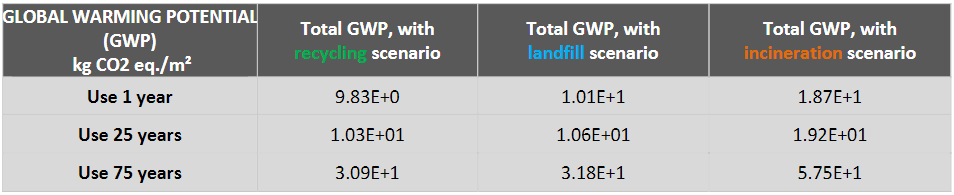 GLOBAL WARMING POTENTIAL
(GWP)
kg CO2 eq./m²
Total GWP, with
recycling scenario
Total GWP, with
landfill scenario
Total GWP, with
incineration scenario
Use 1 year 9.83E+0 1.01E+1 1.87E+1
Use 25 years 1.03E+01 1.06E+01 1.92E+01
Use 75 years 3.09E+1 3.18E+1 5.75E+1